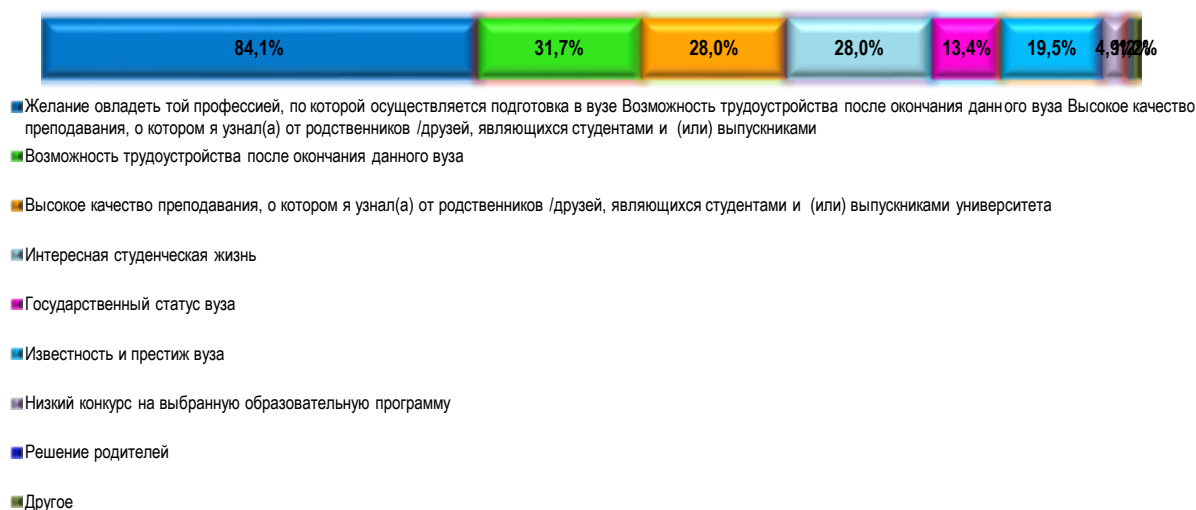 84,1% 31,7% 28,0% 28,0% 13,4% 19,5% 4,9%
Желание овладеть той профессией, по которой осуществляется подготовка в вузе Возможность трудоустройства после окончания данного вуза Высокое качество
преподавания, о котором я узнал(а) от родственников /друзей, являющихся студентами и (или) выпускниками
Возможность трудоустройства после окончания данного вуза
Высокое качество преподавания, о котором я узнал(а) от родственников /друзей, являющихся студентами и (или) выпускниками университета
Интересная студенческая жизнь
Государственный статус вуза
Известность и престиж вуза
Низкий конкурс на выбранную образовательную программу
Решение родителей
Другое